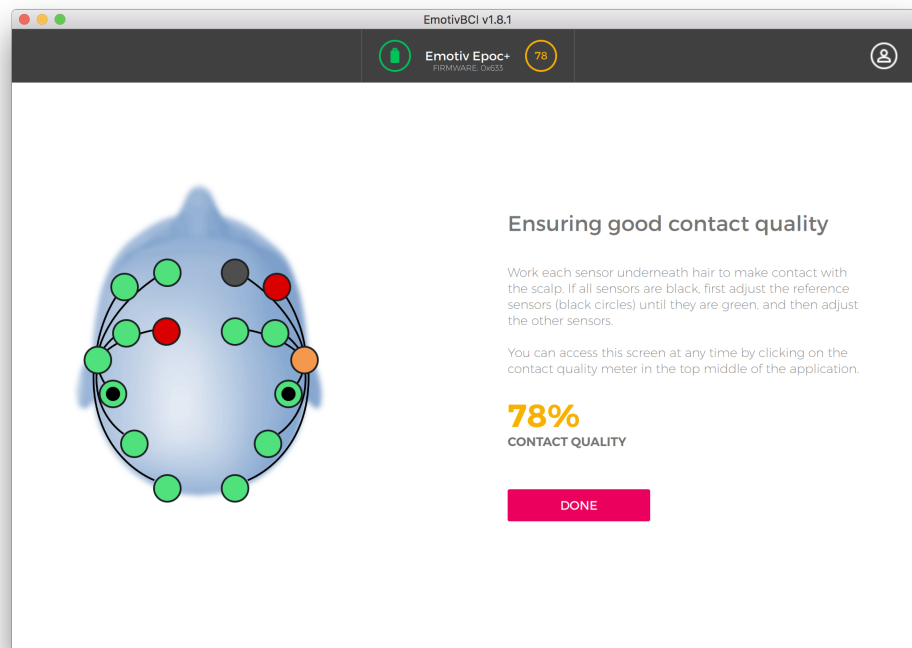 EmotivBCI v1.8.1
Emotiv Epoc+
FIRMWARE: 0x633
78
Ensuring good contact quality
Work each sensor underneath hair to make contact with
the scalp. If all sensors are black, first adjust the reference
sensors (black circles) until they are green, and then adjust
the other sensors.
You can access this screen at any time by clicking on the
contact quality meter in the top middle of the application.
78%
CONTACT QUALITY
DONE